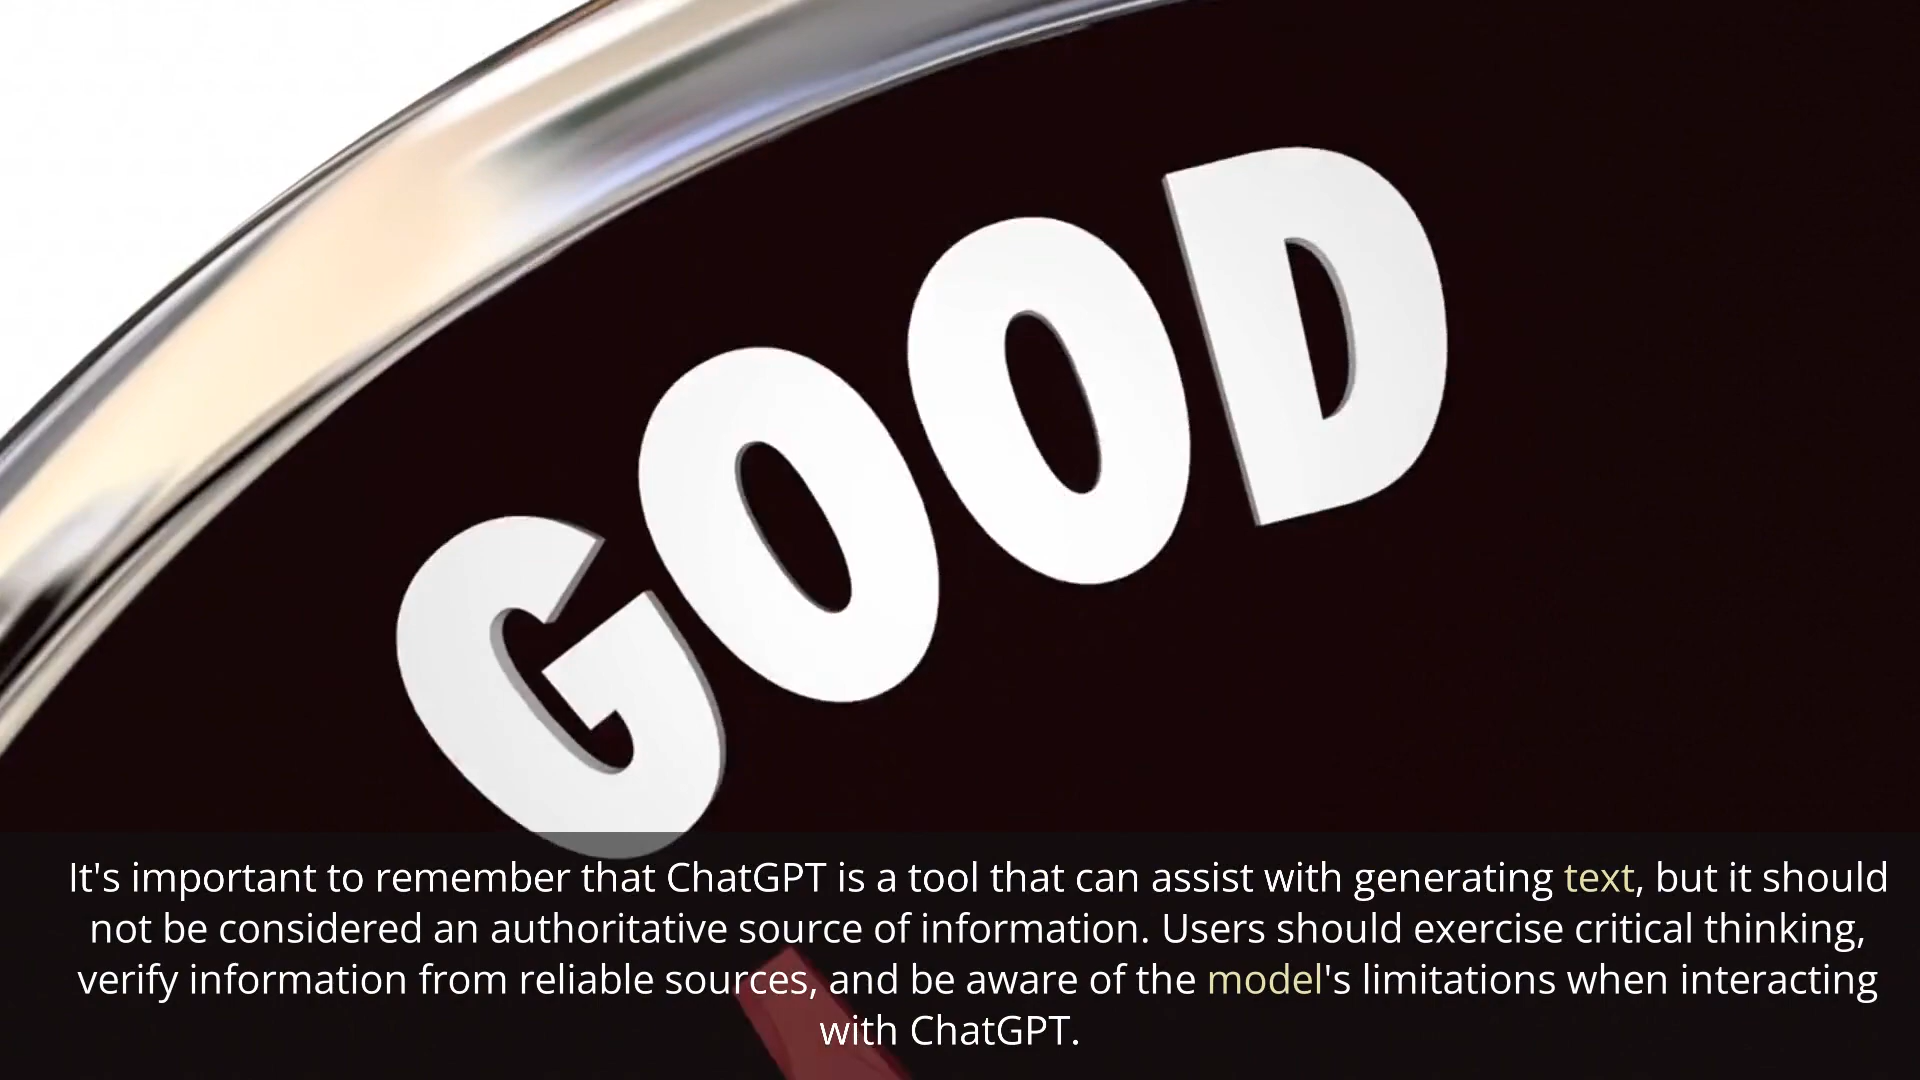 GOOD
It's important to remember that ChatGPT is a tool that can assist with generating text, but it should
not be considered an authoritative source of information. Users should exercise critical thinking,
verify information from reliable sources, and be aware of the model's limitations when interacting
with ChatGPT.